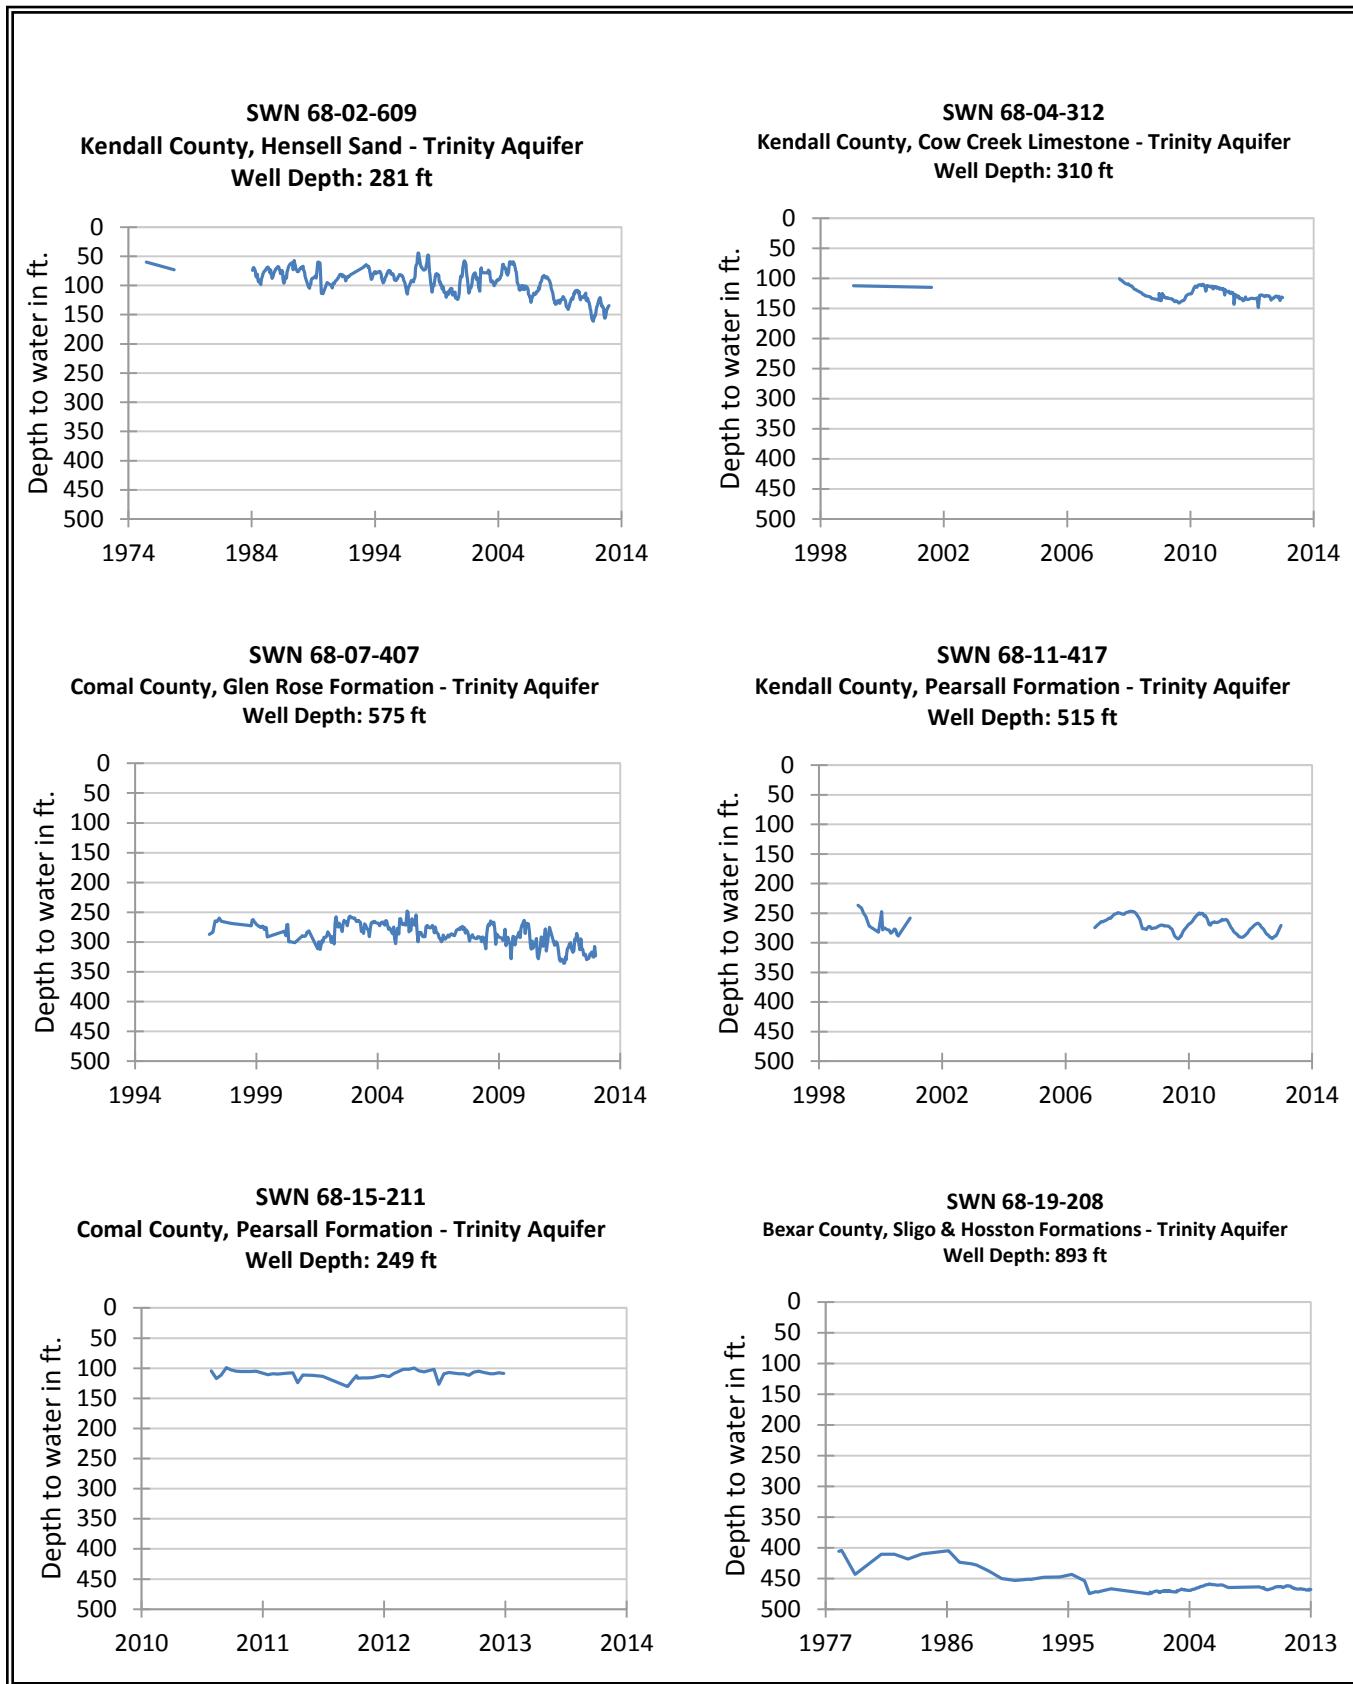 SWN 68-02-609
Kendall County, Hensell Sand - Trinity Aquifer
Well Depth: 281 ft
Depth to water in ft.
0
50
100
150
200
250
300
350
400
450
500
1974 1984 1994 2004 2014
SWN 68-04-312
Kendall County, Cow Creek Limestone - Trinity Aquifer
Well Depth: 310 ft
Depth to water in ft.
0
50
100
150
200
250
300
350
400
450
500
1998 2002 2006 2010 2014
SWN 68-07-407
Comal County, Glen Rose Formation - Trinity Aquifer
Well Depth: 575 ft
Depth to water in ft.
0
50
100
150
200
250
300
350
400
450
500
1994 1999 2004 2009 2014
SWN 68-11-417
Kendall County, Pearsall Formation - Trinity Aquifer
Well Depth: 515 ft
Depth to water in ft.
0
50
100
150
200
250
300
350
400
450
500
1998 2002 2006 2010 2014
SWN 68-15-211
Comal County, Pearsall Formation - Trinity Aquifer
Well Depth: 249 ft
Depth to water in ft.
0
50
100
150
200
250
300
350
400
450
500
2010 2011 2012 2013 2014
SWN 68-19-208
Bexar County, Sligo & Hosston Formations - Trinity Aquifer
Well Depth: 893 ft
Depth to water in ft.
0
50
100
150
200
250
300
350
400
450
500
1977 1986 1995 2004 2013